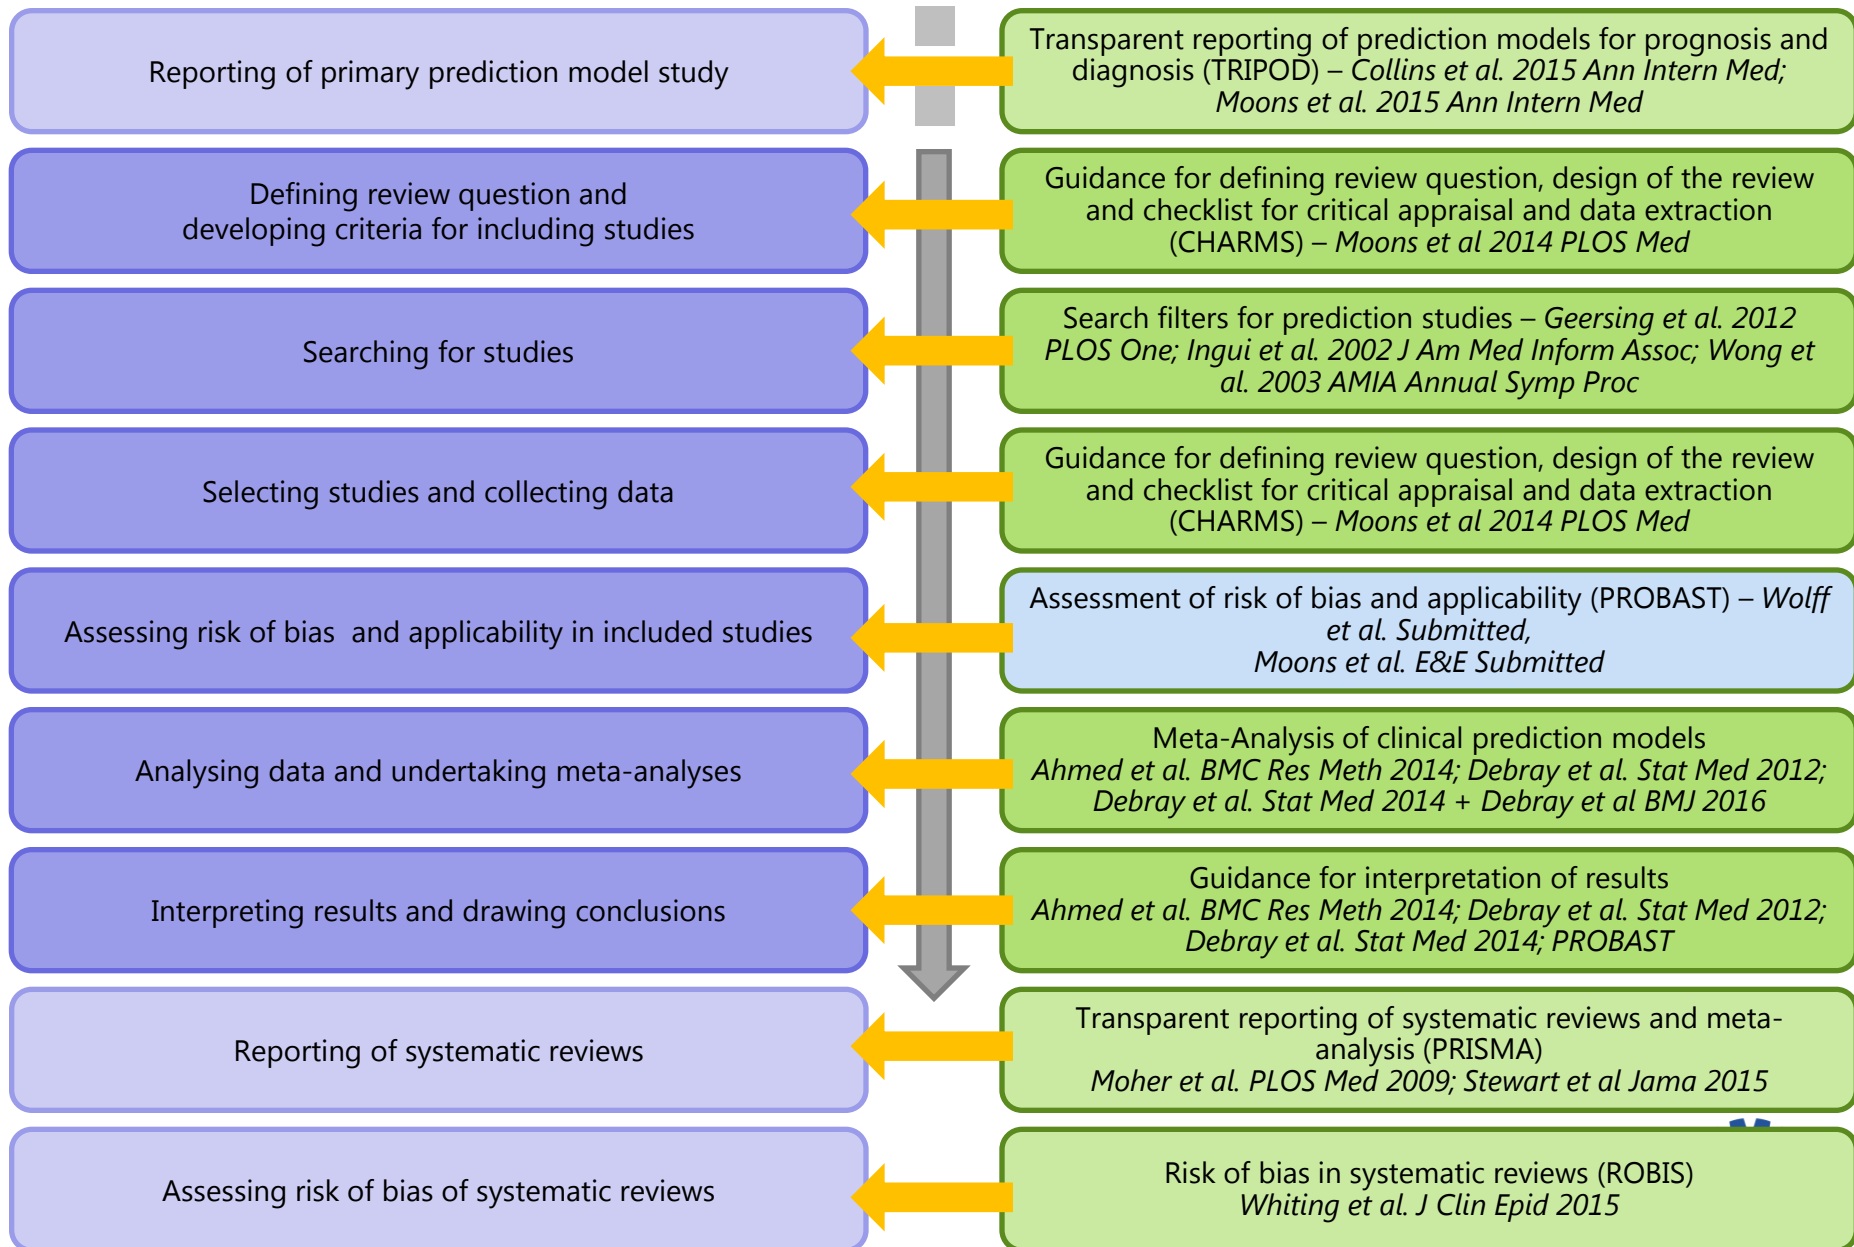 Reporting of primary prediction model study
Transparent reporting of prediction models for prognosis and
diagnosis (TRIPOD) – Collins et al. 2015 Ann Intern Med;
Moons et al. 2015 Ann Intern Med
Defining review question and
developing criteria for including studies
Guidance for defining review question, design of the review
and checklist for critical appraisal and data extraction
(CHARMS) – Moons et al 2014 PLOS Med
Searching for studies
Search filters for prediction studies – Geersing et al. 2012
PLOS One; Ingui et al. 2002 J Am Med Inform Assoc; Wong et
al. 2003 AMIA Annual Symp Proc
Selecting studies and collecting data
Guidance for defining review question, design of the review
and checklist for critical appraisal and data extraction
(CHARMS) – Moons et al 2014 PLOS Med
Assessing risk of bias  and applicability in included studies
Assessment of risk of bias and applicability (PROBAST) – Wolff
et al. Submitted,
Moons et al. E&E Submitted
Analysing data and undertaking meta-analyses
Meta-Analysis of clinical prediction models
Ahmed et al. BMC Res Meth 2014; Debray et al. Stat Med 2012;
Debray et al. Stat Med 2014 + Debray et al BMJ 2016
Interpreting results and drawing conclusions
Guidance for interpretation of results
Ahmed et al. BMC Res Meth 2014; Debray et al. Stat Med 2012;
Debray et al. Stat Med 2014; PROBAST
Reporting of systematic reviews
Transparent reporting of systematic reviews and meta-
analysis (PRISMA)
Moher et al. PLOS Med 2009; Stewart et al Jama 2015
Assessing risk of bias of systematic reviews
Risk of bias in systematic reviews (ROBIS)
Whiting et al. J Clin Epid 2015